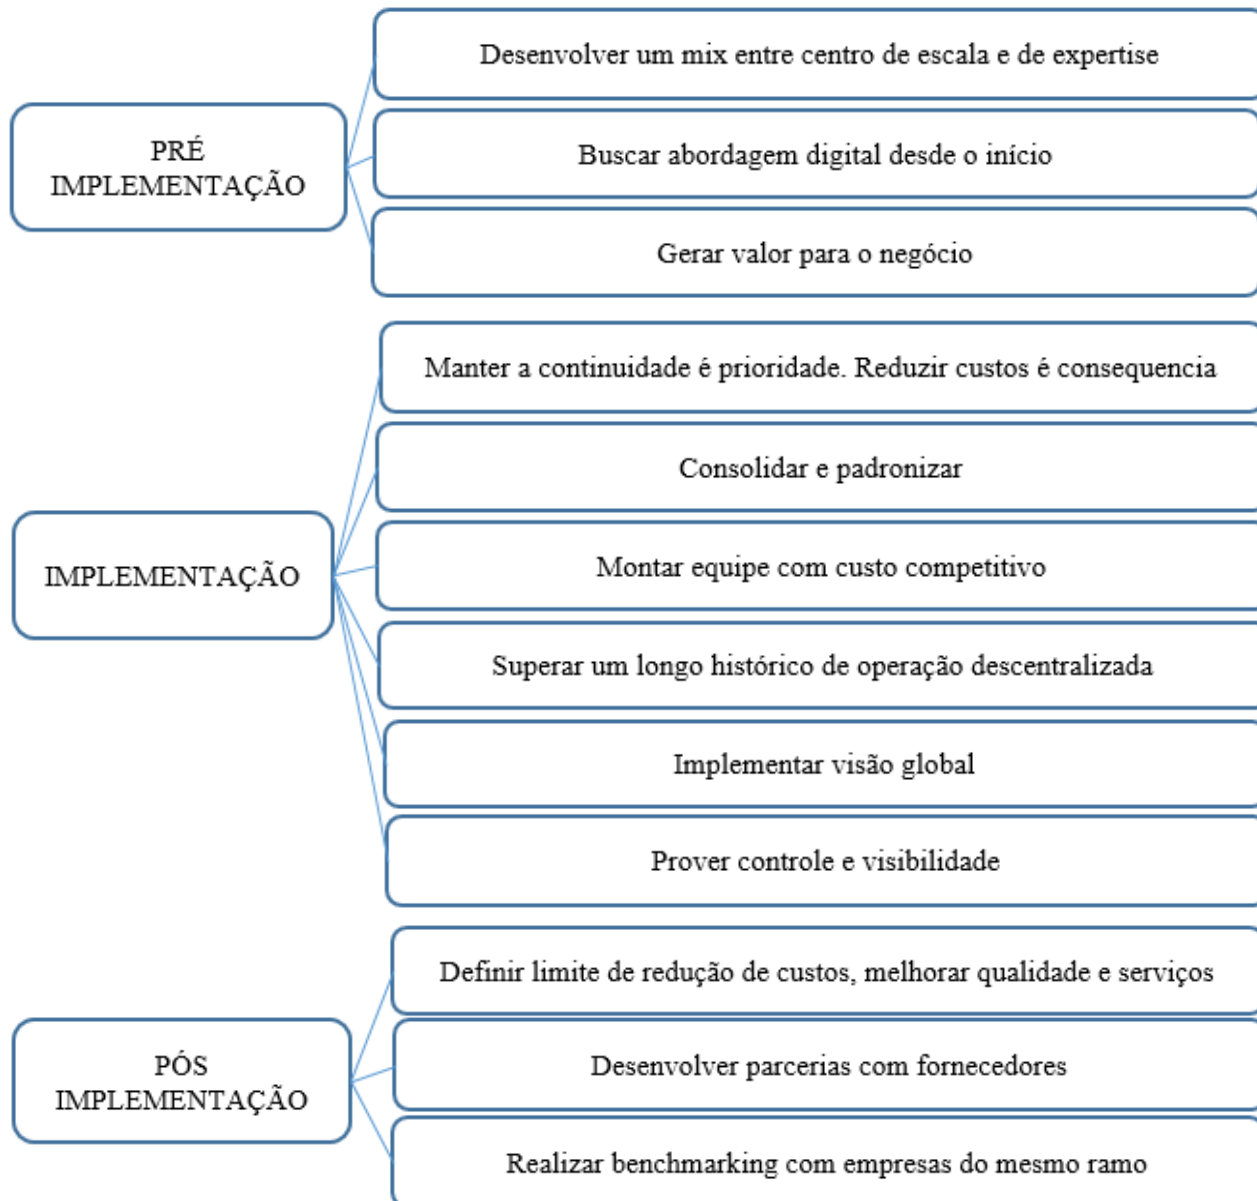 PRÉ
IMPLEMENTAÇÃO
Desenvolver um mix entre centro de escala e de expertise
Buscar abordagem digital desde o início
Gerar valor para o negócio
IMPLEMENTAÇÃO
Manter a continuidade é prioridade. Reduzir custos é consequencia
Consolidar e padronizar
Montar equipe com custo competitivo
Superar um longo histórico de operação descentralizada
Implementar visão global
Prover controle e visibilidade
PÓS
IMPLEMENTAÇÃO
Definir limite de redução de custos, melhorar qualidade e serviços
Desenvolver parcerias com fornecedores
Realizar benchmarking com empresas do mesmo ramo